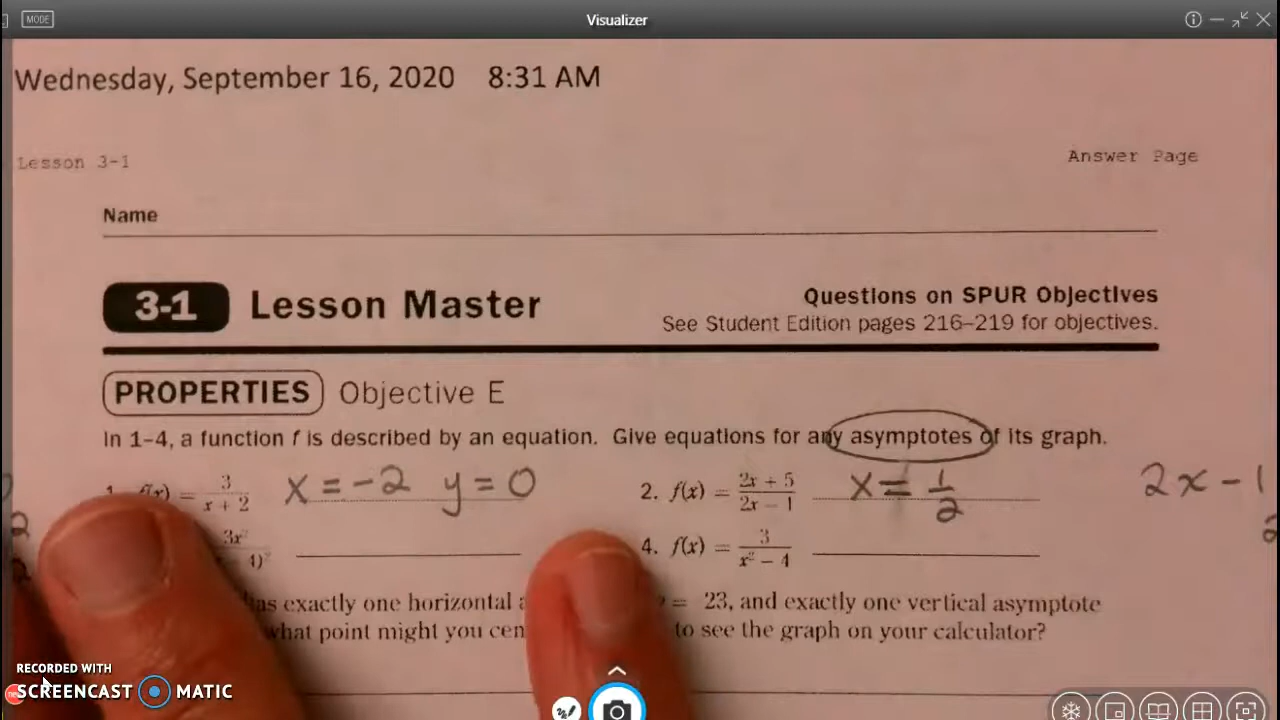 MODE Visualizer
Wednesday, September 16, 2020 8:31 AM
Lesson 3-1 Answer Page
Name
3-1 Lesson Master Questions on SPUR Objectives
See Student Edition pages 216–219 for objectives.
PROPERTIES Objective E
In 1–4, a function f is described by an equation. Give equations for any asymptotes of its graph.
f(x) = 3/(x + 2) x = -2 y = 0 2. f(x) = (2x + 5)/(2x - 1) x = 1/2 2x - 1
4. f(x) = 3/(x² - 4)
has exactly one horizontal = 23, and exactly one vertical asymptote
what point might you to see the graph on your calculator?
RECORDED WITH
SCREENCAST MATIC